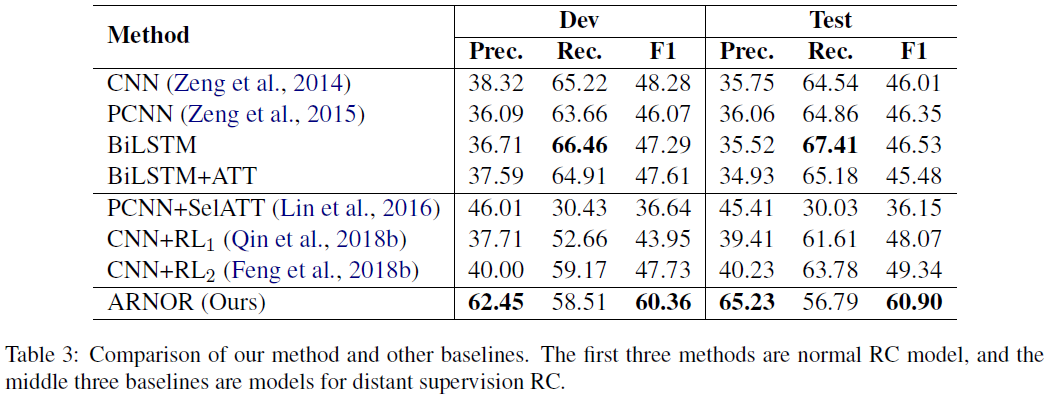 Method Dev Test
Prec. Rec. F1 Prec. Rec. F1
CNN (Zeng et al., 2014) 38.32 65.22 48.28 35.75 64.54 46.01
PCNN (Zeng et al., 2015) 36.09 63.66 46.07 36.06 64.86 46.35
BiLSTM 36.71 66.46 47.29 35.52 67.41 46.53
BiLSTM+ATT 37.59 64.91 47.61 34.93 65.18 45.48
PCNN+SelATT (Lin et al., 2016) 46.01 30.43 36.64 45.41 30.03 36.15
CNN+RL1 (Qin et al., 2018b) 37.71 52.66 43.95 39.41 61.61 48.07
CNN+RL2 (Feng et al., 2018b) 40.00 59.17 47.73 40.23 63.78 49.34
ARNOR (Ours) 62.45 58.51 60.36 65.23 56.79 60.90
Table 3: Comparison of our method and other baselines. The first three methods are normal RC model, and the
middle three baselines are models for distant supervision RC.